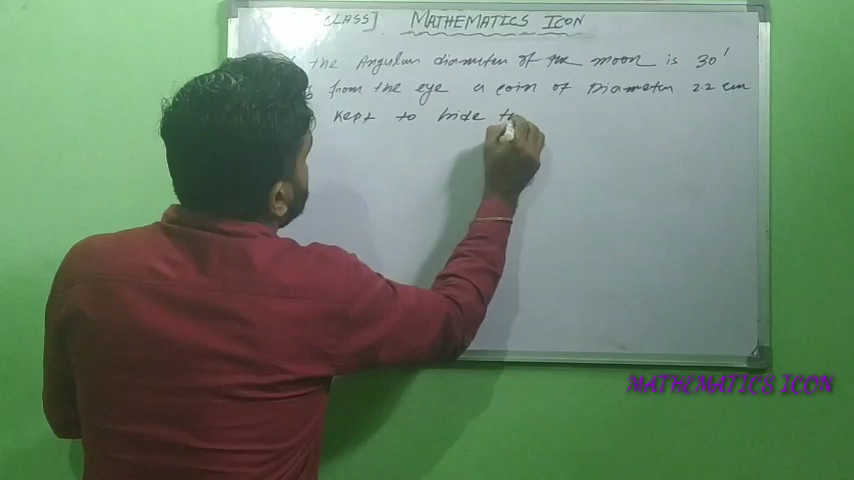 CLASS] MATHEMATICS ICON
the Angular diameter of the moon is 30'
from the eye a coin of Diameter 2.2 cm
Kept to hide
MATHEMATICS ICON